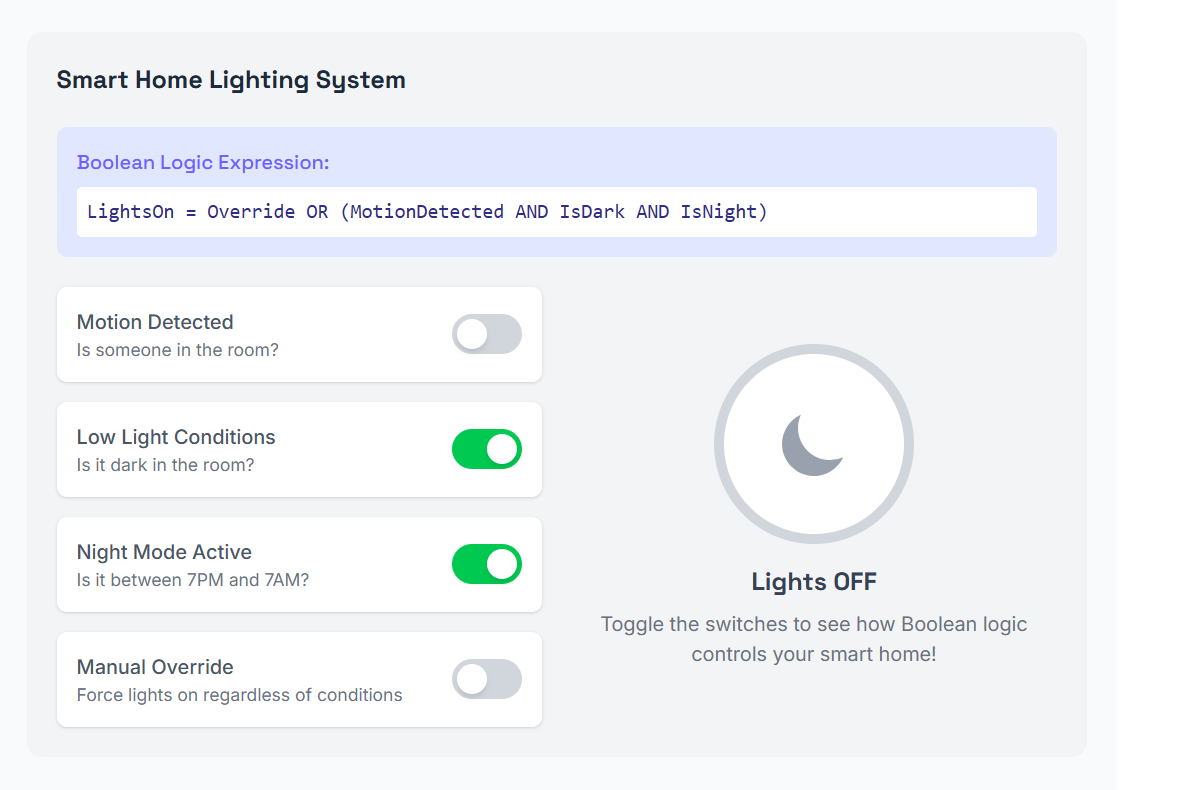 Smart Home Lighting System
Boolean Logic Expression:
LightsOn = Override OR (MotionDetected AND IsDark AND IsNight)
Motion Detected
Is someone in the room?
Low Light Conditions
Is it dark in the room?
Night Mode Active
Is it between 7PM and 7AM?
Manual Override
Force lights on regardless of conditions
Lights OFF
Toggle the switches to see how Boolean logic
controls your smart home!